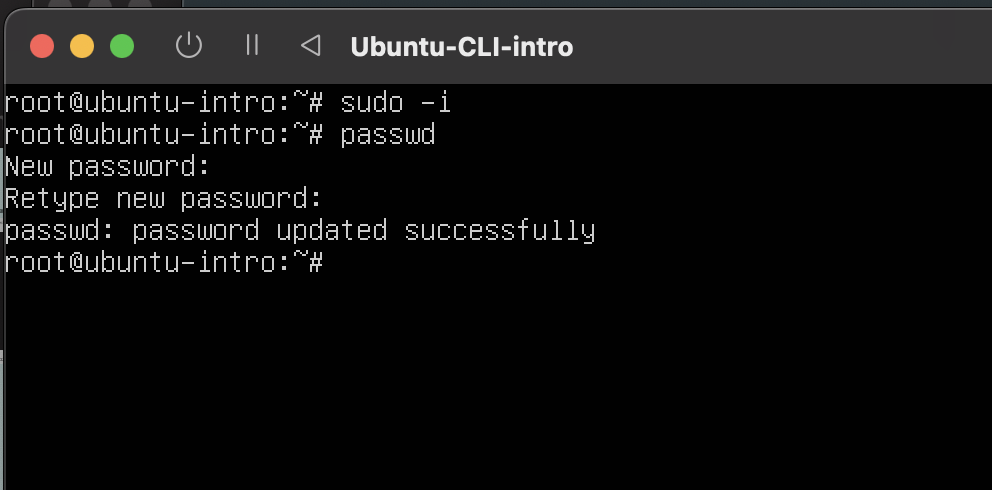 Ubuntu-CLI-intro
root@ubuntu-intro:~# sudo -i
root@ubuntu-intro:~# passwd
New password:
Retype new password:
passwd: password updated successfully
root@ubuntu-intro:~#